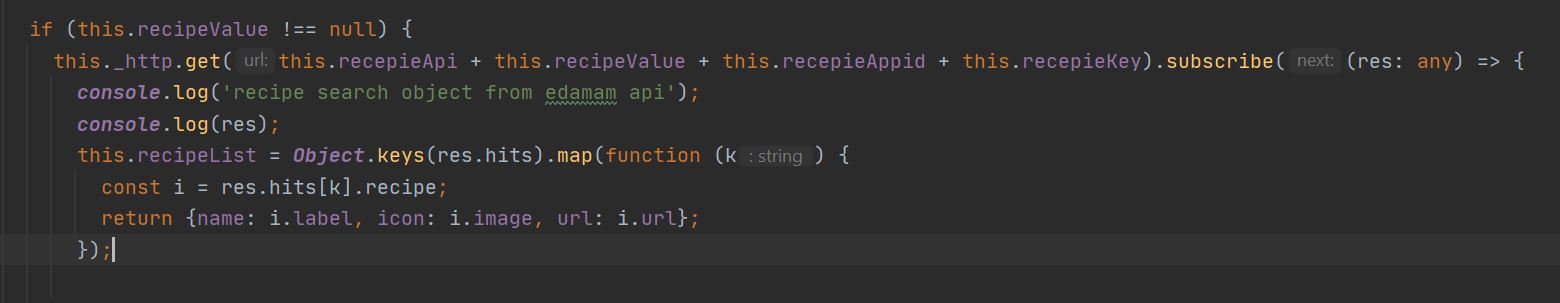 if (this.recipeValue !== null) {
this._http.get( url: this.recepieApi + this.recipeValue + this.recepieAppid + this.recepieKey).subscribe( next: (res: any) => {
console.log('recipe search object from edamam api');
console.log(res);
this.recipeList = Object.keys(res.hits).map(function (k : string ) {
const i = res.hits[k].recipe;
return {name: i.label, icon: i.image, url: i.url};
});